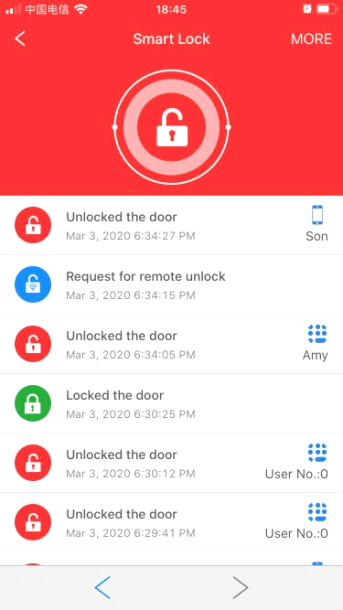 中国电信 18:45
Smart Lock MORE
Unlocked the door
Mar 3, 2020 6:34:27 PM
Son
Request for remote unlock
Mar 3, 2020 6:34:15 PM
Unlocked the door
Mar 3, 2020 6:34:05 PM
Amy
Locked the door
Mar 3, 2020 6:30:25 PM
Unlocked the door
Mar 3, 2020 6:30:12 PM
User No.:0
Unlocked the door
Mar 3, 2020 6:29:41 PM
User No.:0